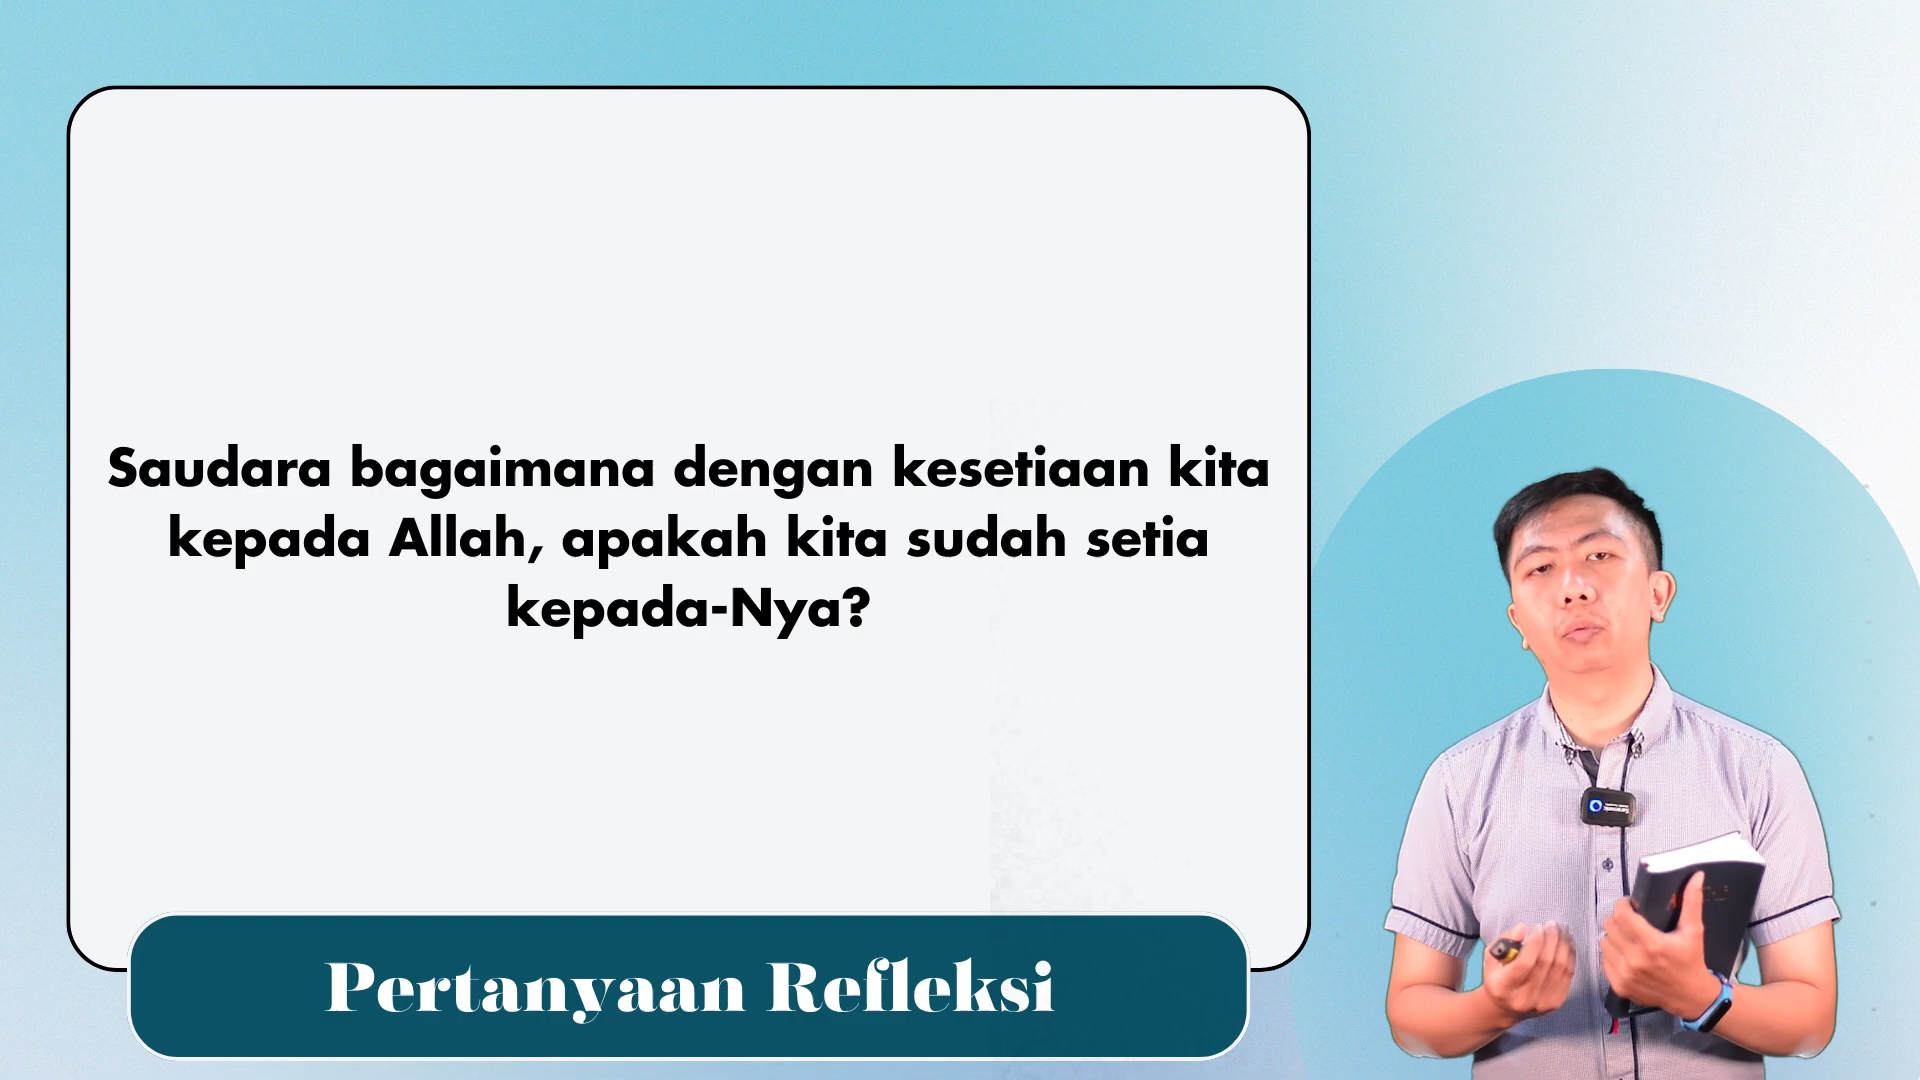 Saudara bagaimana dengan kesetiaan kita
kepada Allah, apakah kita sudah setia
kepada-Nya?
Pertanyaan Refleksi